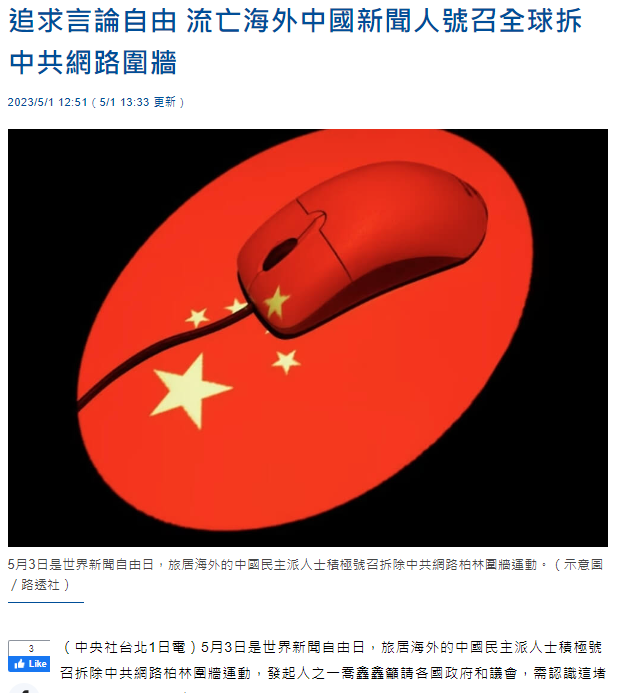 追求言論自由 流亡海外中國新聞人號召全球拆
中共網路圍牆
2023/5/1 12:51（5/1 13:33 更新）
5月3日是世界新聞自由日，旅居海外的中國民主派人士積極號召拆除中共網路柏林圍牆運動。（示意圖
／路透社）
3
Like
（中央社台北1日電）5月3日是世界新聞自由日，旅居海外的中國民主派人士積極號
召拆除中共網路柏林圍牆運動，發起人之一喬鑫鑫籲請各國政府和議會，需認識這堵